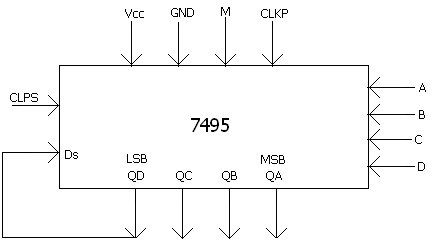 Vcc GND M CLKP
A
CLPS
B
7495
C
Ds LSB MSB
D
QD QC QB QA